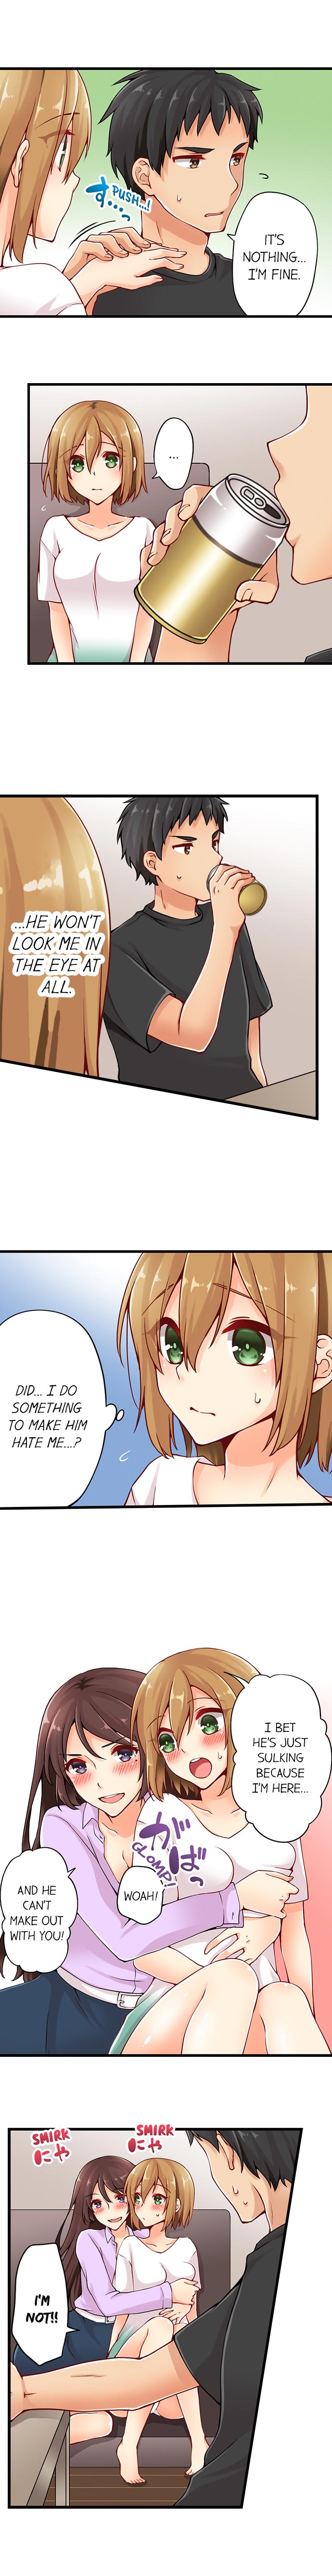 す…っ
PUSH...!
IT'S
NOTHING...
I'M FINE.
...
...HE WON'T
LOOK ME IN
THE EYE AT
ALL.
DID... I DO
SOMETHING
TO MAKE HIM
HATE ME...?
I BET
HE'S JUST
SULKING
BECAUSE
I'M HERE...
がばっ
GLOMP!
WOAH!
AND HE
CAN'T
MAKE OUT
WITH YOU!
SMIRK
にや
SMIRK
にや
I'M
NOT!!